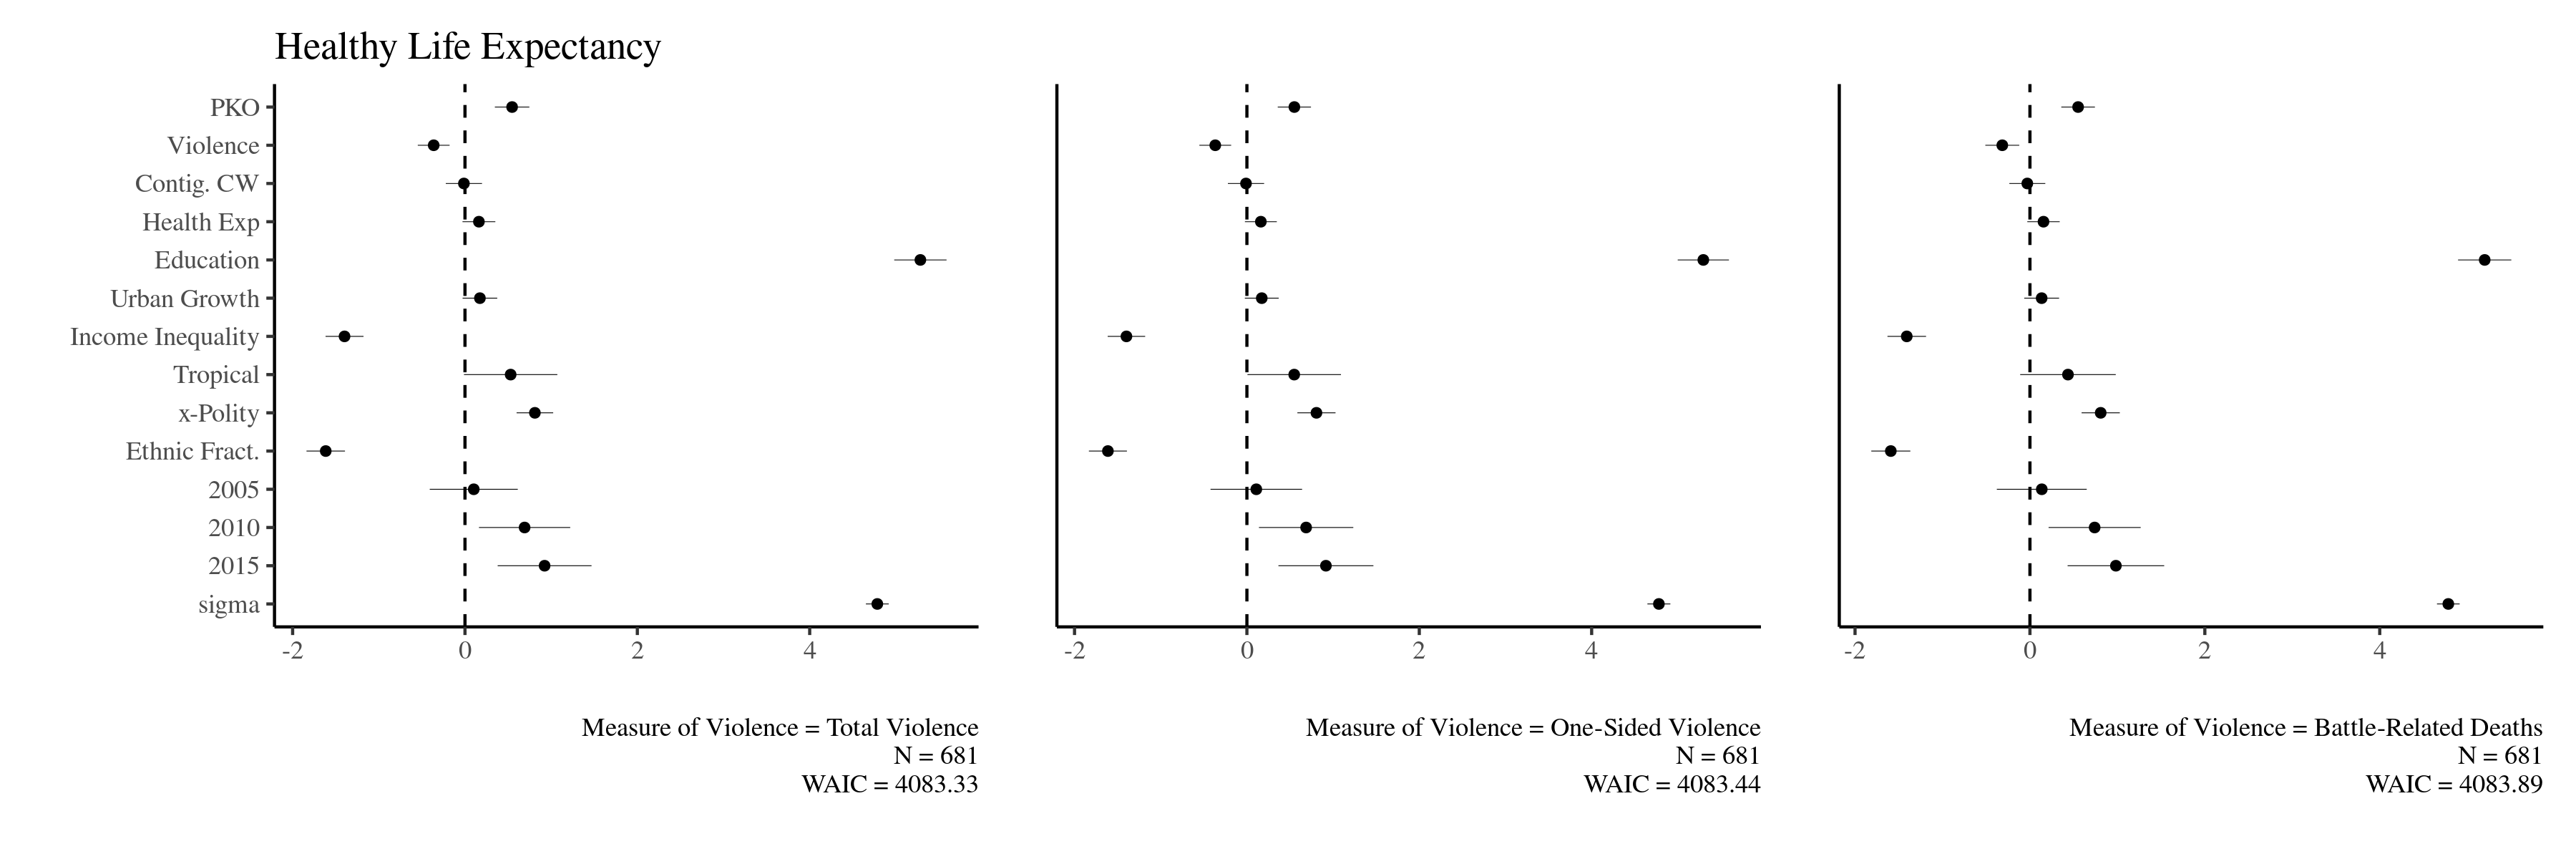 Healthy Life Expectancy
PKO
Violence
Contig. CW
Health Exp
Education
Urban Growth
Income Inequality
Tropical
x-Polity
Ethnic Fract.
2005
2010
2015
sigma
-2 0 2 4
Measure of Violence = Total Violence
N = 681
WAIC = 4083.33
-2 0 2 4
Measure of Violence = One-Sided Violence
N = 681
WAIC = 4083.44
-2 0 2 4
Measure of Violence = Battle-Related Deaths
N = 681
WAIC = 4083.89